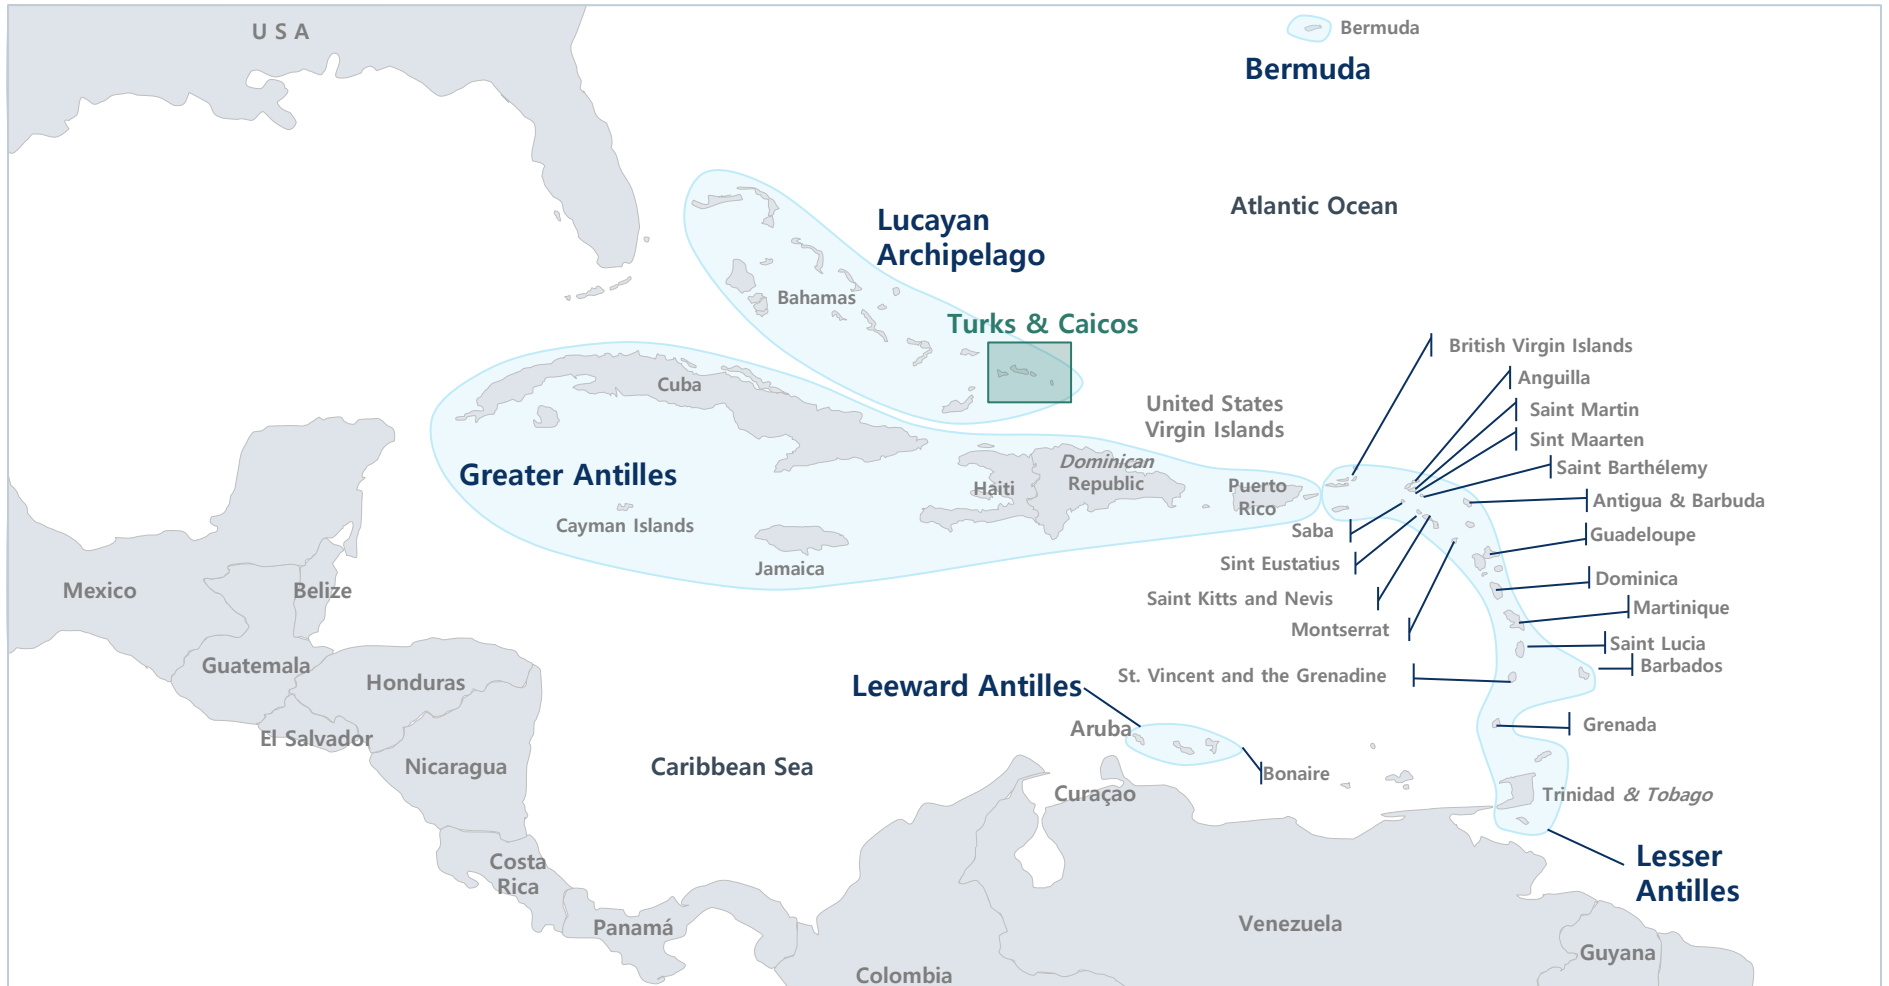 USA
Bermuda
Bermuda
Atlantic Ocean
Lucayan
Archipelago
Bahamas
Turks & Caicos
British Virgin Islands
Anguilla
Cuba
United States
Virgin Islands
Saint Martin
Sint Maarten
Saint Barthélemy
Greater Antilles
Dominican
Republic
Haiti
Puerto
Rico
Antigua & Barbuda
Cayman Islands
Saba
Guadeloupe
Jamaica
Sint Eustatius
Dominica
Mexico
Belize
Saint Kitts and Nevis
Martinique
Montserrat
Saint Lucia
Guatemala
Barbados
Honduras
St. Vincent and the Grenadine
Leeward Antilles
Grenada
El Salvador
Aruba
Nicaragua
Caribbean Sea
Bonaire
Curaçao
Trinidad & Tobago
Costa
Rica
Lesser
Antilles
Panamá
Venezuela
Guyana
Colombia